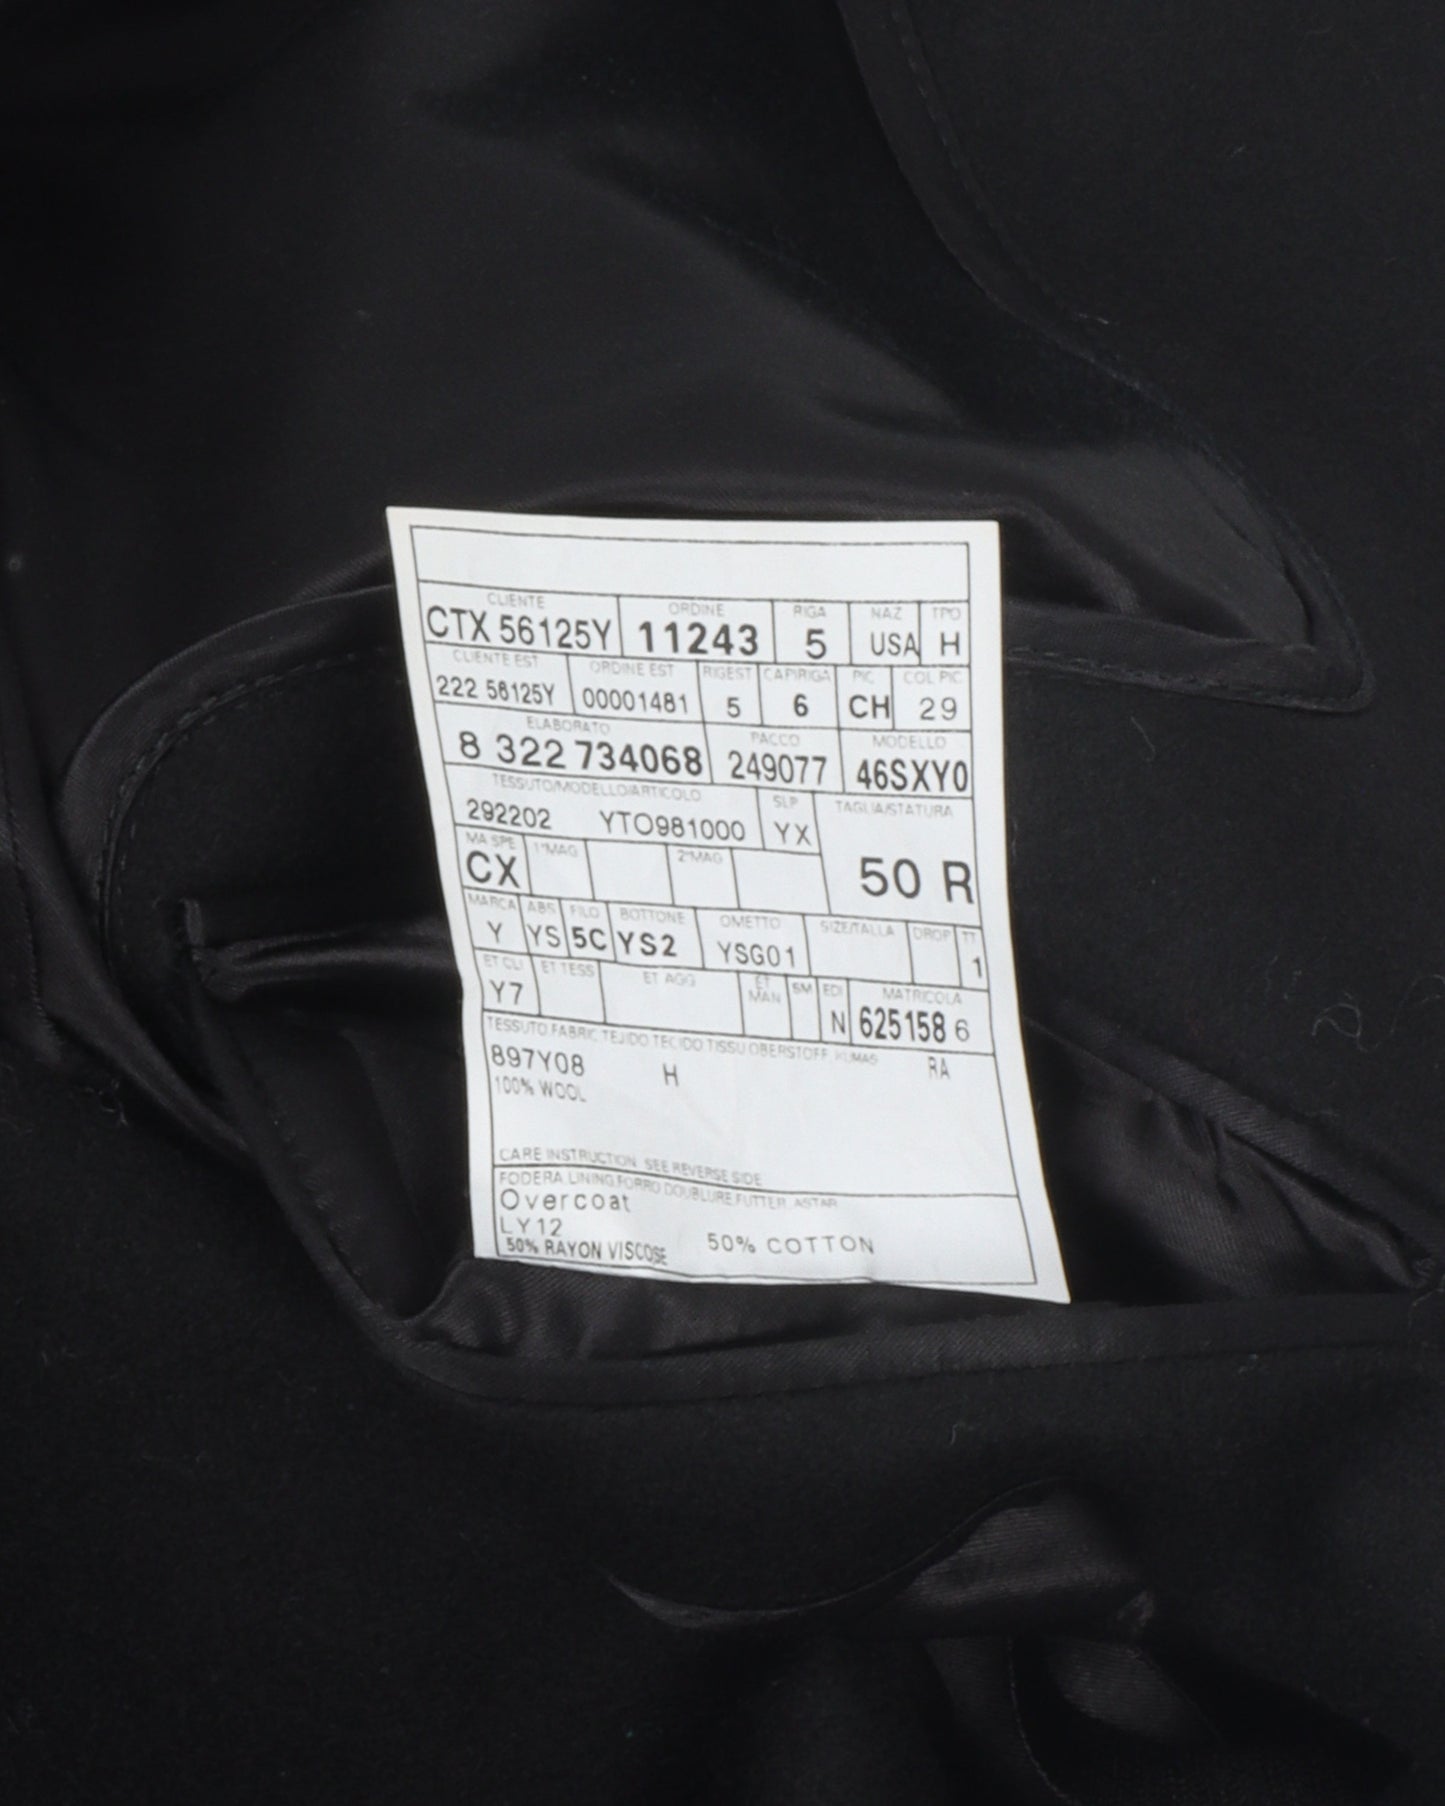 CLIENTE ORDINE RIGA NAZ TPO
CTX 56125Y 11243 5 USA H
CLIENTE EST ORDINE EST RIGEST CAPIRIGA PIC COL PIC
222 56125Y 00001481 5 6 CH 29
ELABORATO PACCO MODELLO
8 322 734068 249077 46SXY0
TESSUTO/MODELLO/ARTICOLO SLP TAGLIA/STATURA
292202 YTO981000 YX 50 R
MA SPE 1°MAG 2°MAG
CX
MARCA ABS FILO BOTTONE OMETTO SIZE/TALLA DROP TT
Y YS 5C YS2 YSG01 1
ET CLI ET TESS ET AGG ET MAN SM EDI MATRICOLA
Y7 N 625158 6
TESSUTO FABRIC TEJIDO TECIDO TISSU OBERSTOFF KUMAS
897Y08 H RA
100% WOOL
CARE INSTRUCTION SEE REVERSE SIDE
FODERA LINING FORRO DOUBLURE FUTTER ASTAR
Overcoat
LY12
50% RAYON VISCOSE 50% COTTON